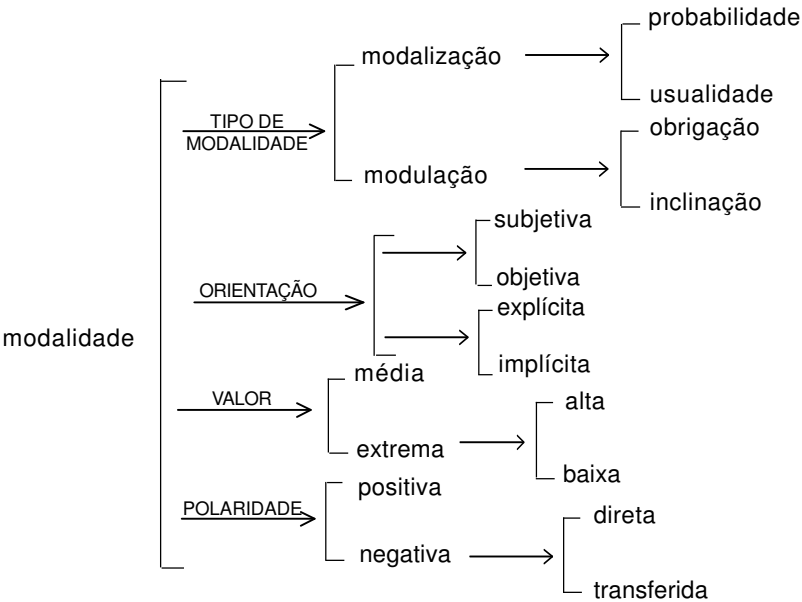 probabilidade
modalização
usualidade
TIPO DE
MODALIDADE
obrigação
modulação
inclinação
subjetiva
ORIENTAÇÃO
objetiva
explícita
modalidade
implícita
média
VALOR
alta
extrema
baixa
positiva
POLARIDADE
direta
negativa
transferida